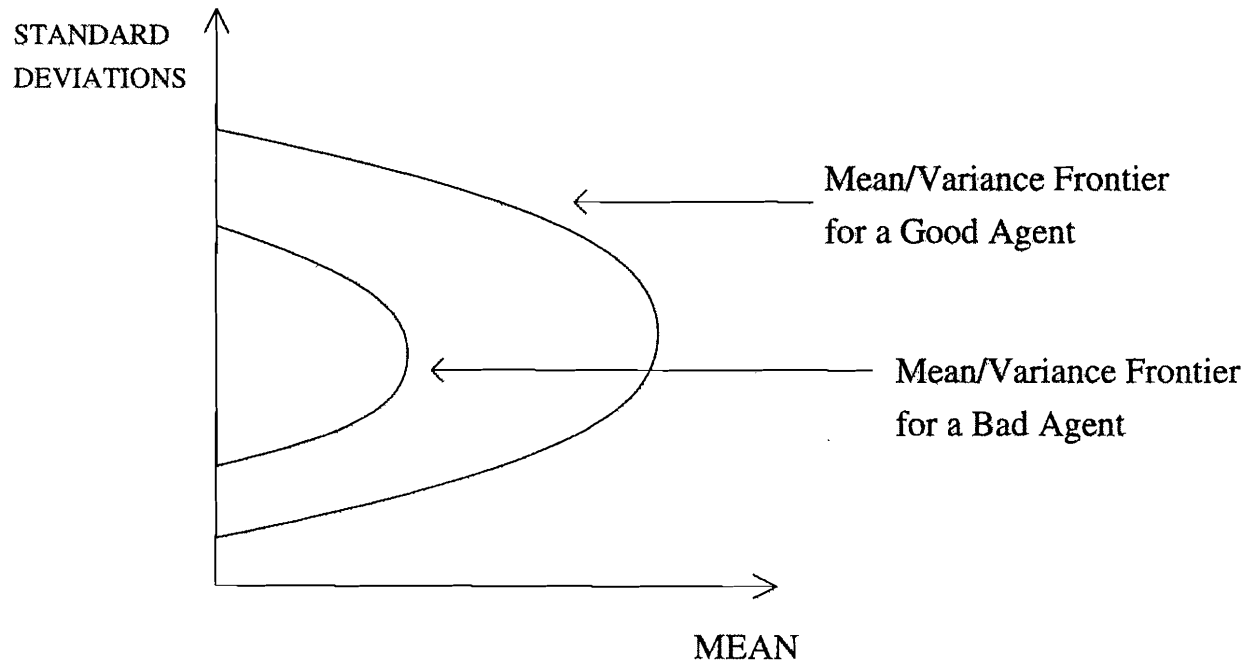 STANDARD
DEVIATIONS
Mean/Variance Frontier
for a Good Agent
Mean/Variance Frontier
for a Bad Agent
MEAN